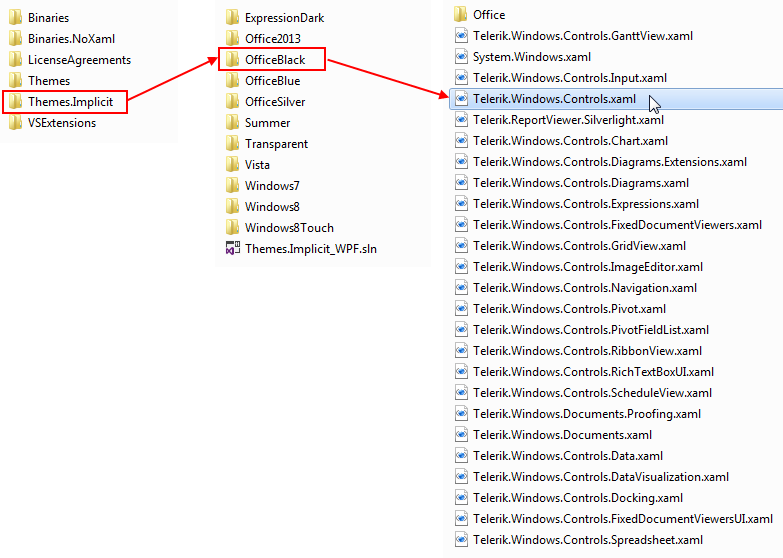 Binaries
Binaries.NoXaml
LicenseAgreements
Themes
Themes.Implicit
VSExtensions
ExpressionDark
Office2013
OfficeBlack
OfficeBlue
OfficeSilver
Summer
Transparent
Vista
Windows7
Windows8
Windows8Touch
Themes.Implicit_WPF.sln
Office
Telerik.Windows.Controls.GanttView.xaml
System.Windows.xaml
Telerik.Windows.Controls.Input.xaml
Telerik.Windows.Controls.xaml
Telerik.ReportViewer.Silverlight.xaml
Telerik.Windows.Controls.Chart.xaml
Telerik.Windows.Controls.Diagrams.Extensions.xaml
Telerik.Windows.Controls.Diagrams.xaml
Telerik.Windows.Controls.Expressions.xaml
Telerik.Windows.Controls.FixedDocumentViewers.xaml
Telerik.Windows.Controls.GridView.xaml
Telerik.Windows.Controls.ImageEditor.xaml
Telerik.Windows.Controls.Navigation.xaml
Telerik.Windows.Controls.Pivot.xaml
Telerik.Windows.Controls.PivotFieldList.xaml
Telerik.Windows.Controls.RibbonView.xaml
Telerik.Windows.Controls.RichTextBoxUI.xaml
Telerik.Windows.Controls.ScheduleView.xaml
Telerik.Windows.Documents.Proofing.xaml
Telerik.Windows.Documents.xaml
Telerik.Windows.Controls.Data.xaml
Telerik.Windows.Controls.DataVisualization.xaml
Telerik.Windows.Controls.Docking.xaml
Telerik.Windows.Controls.FixedDocumentViewersUI.xaml
Telerik.Windows.Controls.Spreadsheet.xaml